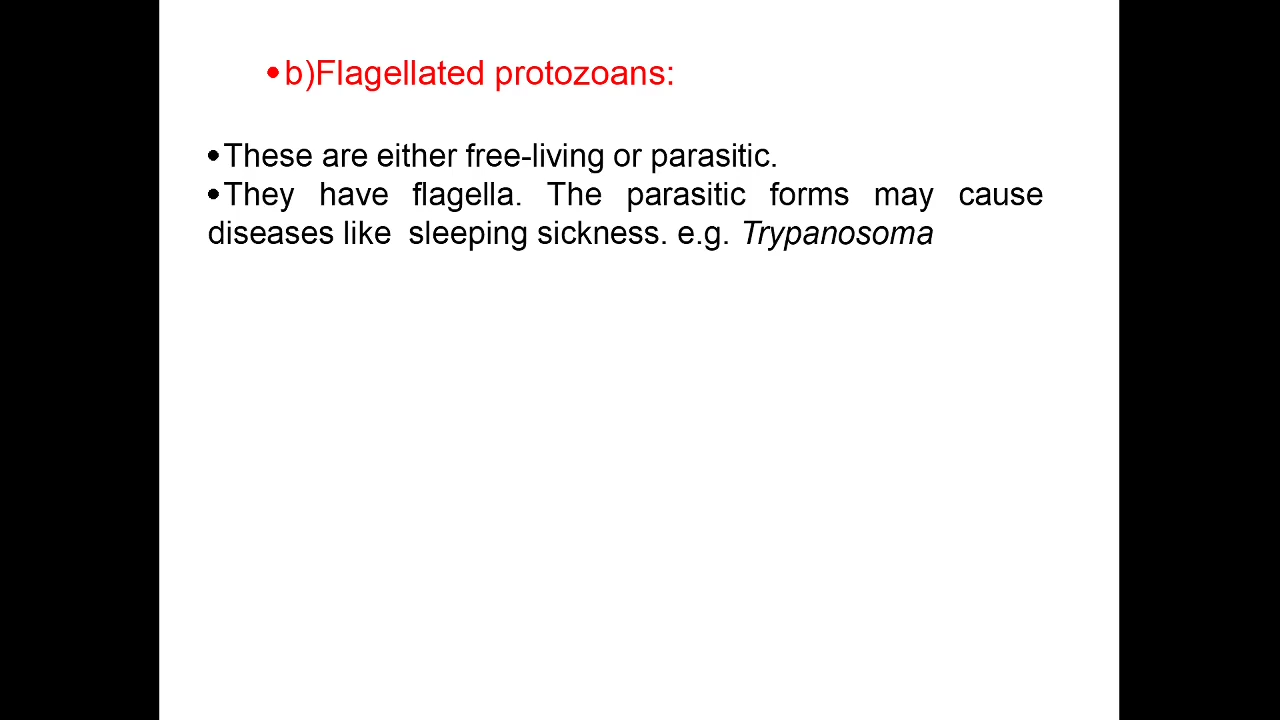 •b)Flagellated protozoans:
•These are either free-living or parasitic.
•They have flagella. The parasitic forms may cause
diseases like  sleeping sickness. e.g. Trypanosoma